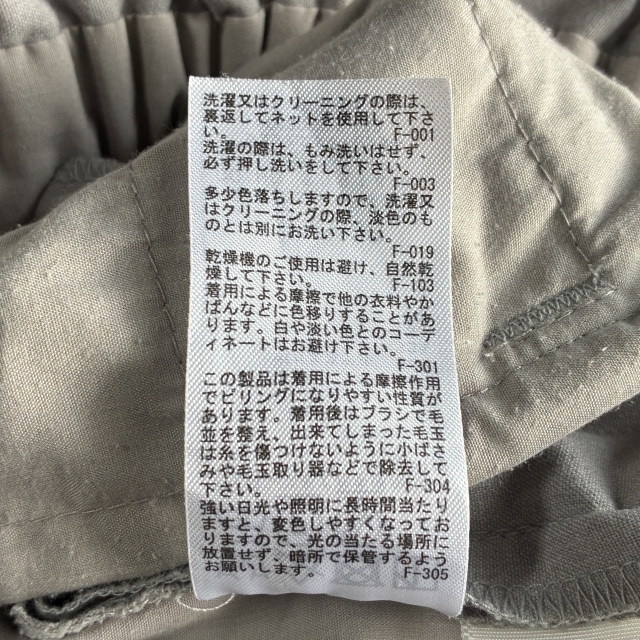 洗濯又はクリーニングの際は、
裏返してネットを使用して下さ
い。 F-001
洗濯の際は、もみ洗いはせず、
必ず押し洗いをして下さい。
F-003
多少色落ちしますので、洗濯又
はクリーニングの際、淡色のも
のとは別にお洗い下さい。
F-019
乾燥機のご使用は避け、自然乾
燥して下さい。 F-103
着用による摩擦で他の衣料やか
ばんなどに色移りすることがあ
ります。白や淡い色とのコーデ
ィネートはお避け下さい。
F-301
この製品は着用による摩擦作用
でピリングになりやすい性質が
あります。着用後はブラシで毛
並を整え、出来てしまった毛玉
は糸を傷つけないように小ばさ
みや毛玉取り器などで除去して
下さい。 F-304
強い日光や照明に長時間当たり
ますと、変色しやすくなってお
りますので、光の当たる場所に
放置せず、暗所で保管するよう
お願いします。 F-305